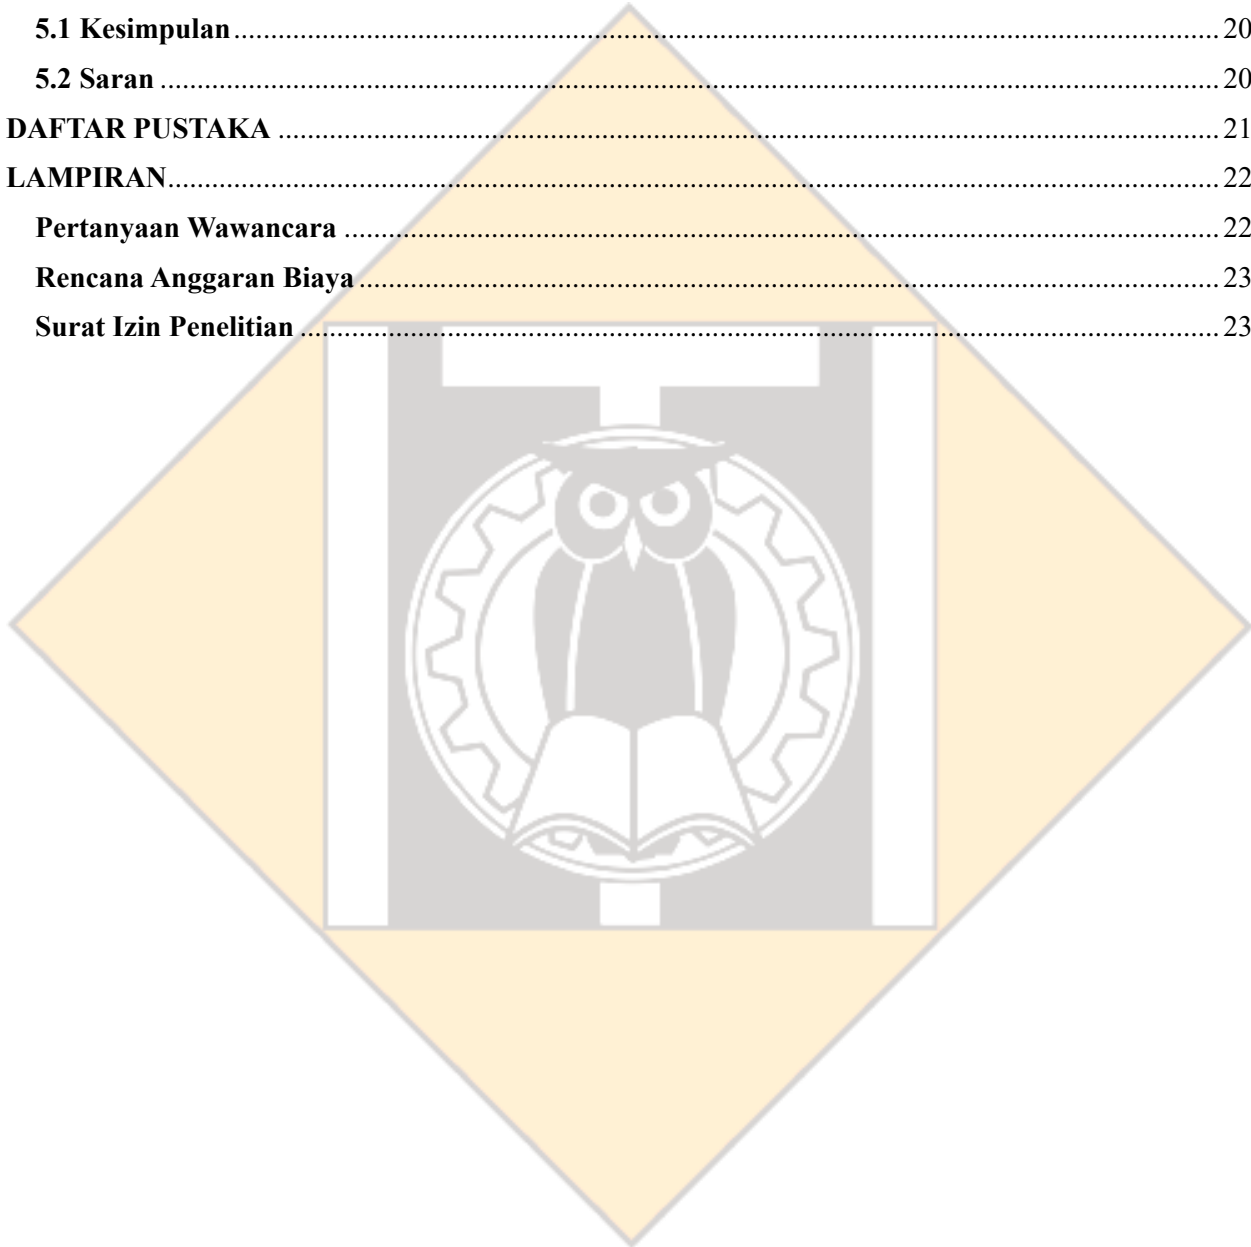 5.1 Kesimpulan........................................................................................................ 20
5.2 Saran ........................................................................................................ 20
DAFTAR PUSTAKA ........................................................................................................ 21
LAMPIRAN........................................................................................................ 22
Pertanyaan Wawancara ........................................................................................................ 22
Rencana Anggaran Biaya........................................................................................................ 23
Surat Izin Penelitian ........................................................................................................ 23